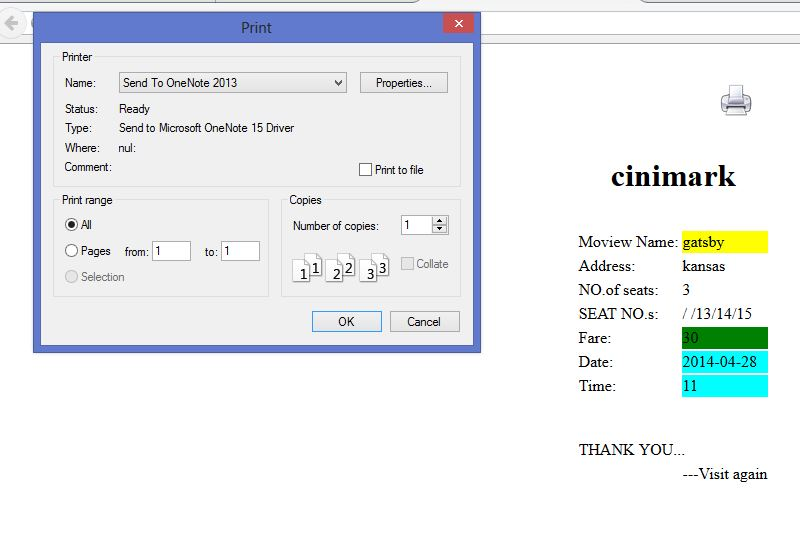 Print
Printer
Name: Send To OneNote 2013 Properties...
Status: Ready
Type: Send to Microsoft OneNote 15 Driver
Where: nul:
Comment: Print to file
Print range
All
Pages from: 1 to: 1
Selection
Copies
Number of copies: 1
1 1 2 2 3 3 Collate
OK Cancel
cinimark
Moview Name: gatsby
Address: kansas
NO.of seats: 3
SEAT NO.s: / /13/14/15
Fare: 30
Date: 2014-04-28
Time: 11
THANK YOU...
---Visit again